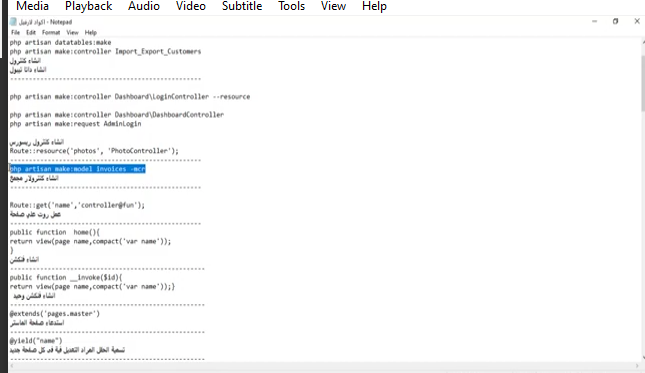 Media Playback Audio Video Subtitle Tools View Help
اكواد لارفيل - Notepad
File Edit Format View Help
php artisan datatables:make
php artisan make:controller Import_Export_Customers
انشاء كنترول
انشاء داتا تيبول
--------------------------------------------------
php artisan make:controller Dashboard\LoginController --resource
php artisan make:controller Dashboard\DashboardController
php artisan make:request AdminLogin
انشاء كنترول ريسورس
Route::resource('photos', 'PhotoController');
--------------------------------------------------
php artisan make:model Invoices -mcr
انشاء كنترولار مجمع
--------------------------------------------------
Route::get('name','controller@fun');
عمل روت علي صفحة
--------------------------------------------------
public function home(){
return view(page name,compact('var name'));
}
انشاء فنكشن
--------------------------------------------------
public function __invoke($id){
return view(page name,compact('var name'));}
انشاء فنكشن وحيد
--------------------------------------------------
@extends('pages.master')
استدعاء صفحة الماستر
--------------------------------------------------
@yield("name")
تسمية الحقل المراد التعديل فية في كل صفحة جديد
--------------------------------------------------